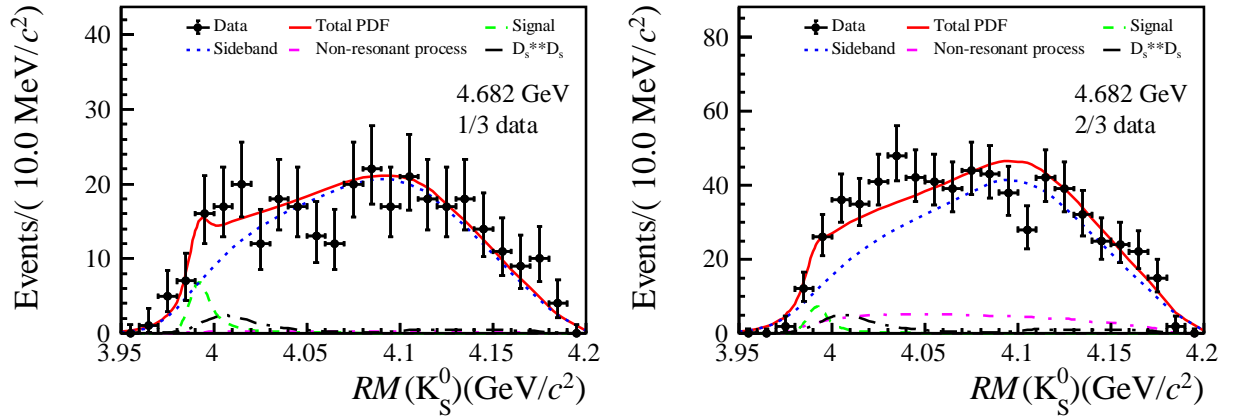 Events/( 10.0 MeV/c²)
40
30
20
10
0
Data
Total PDF
Signal
Sideband
Non-resonant process
Dₛ**Dₛ
4.682 GeV
1/3 data
3.95 4 4.05 4.1 4.15 4.2
RM(K⁰_S)(GeV/c²)
Events/( 10.0 MeV/c²)
80
60
40
20
0
Data
Total PDF
Signal
Sideband
Non-resonant process
Dₛ**Dₛ
4.682 GeV
2/3 data
3.95 4 4.05 4.1 4.15 4.2
RM(K⁰_S)(GeV/c²)